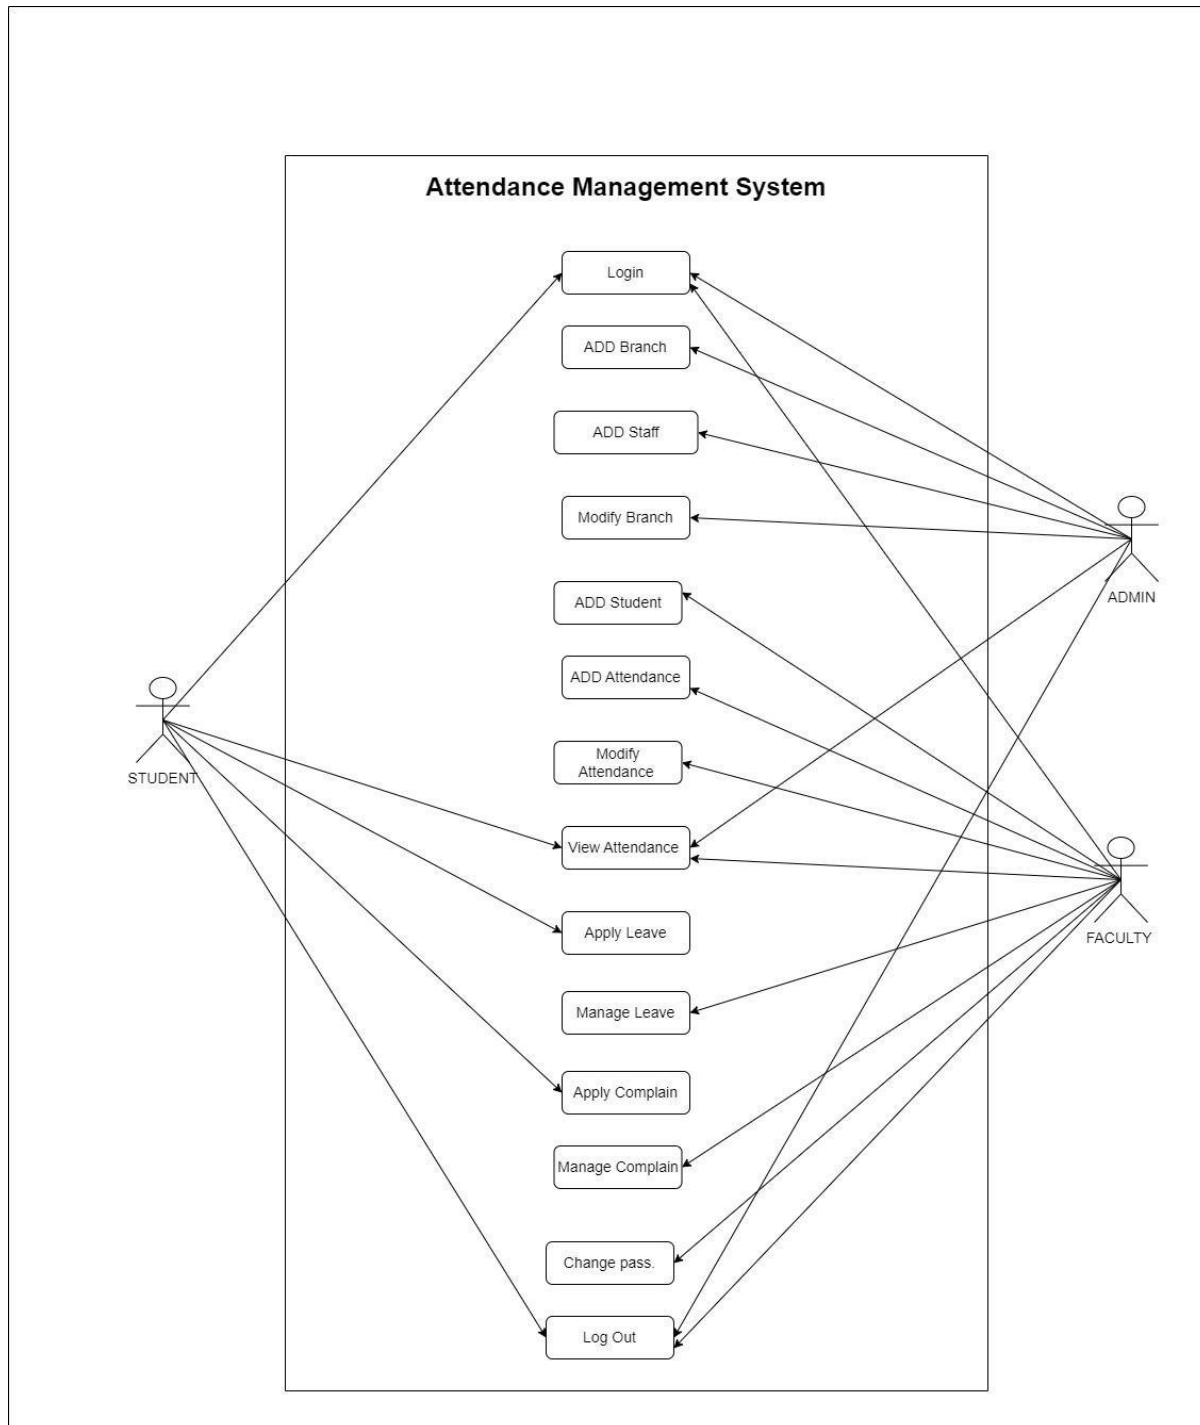 Attendance Management System
Login
ADD Branch
ADD Staff
Modify Branch
ADD Student
ADMIN
ADD Attendance
Modify
Attendance
STUDENT
View Attendance
Apply Leave
FACULTY
Manage Leave
Apply Complain
Manage Complain
Change pass.
Log Out